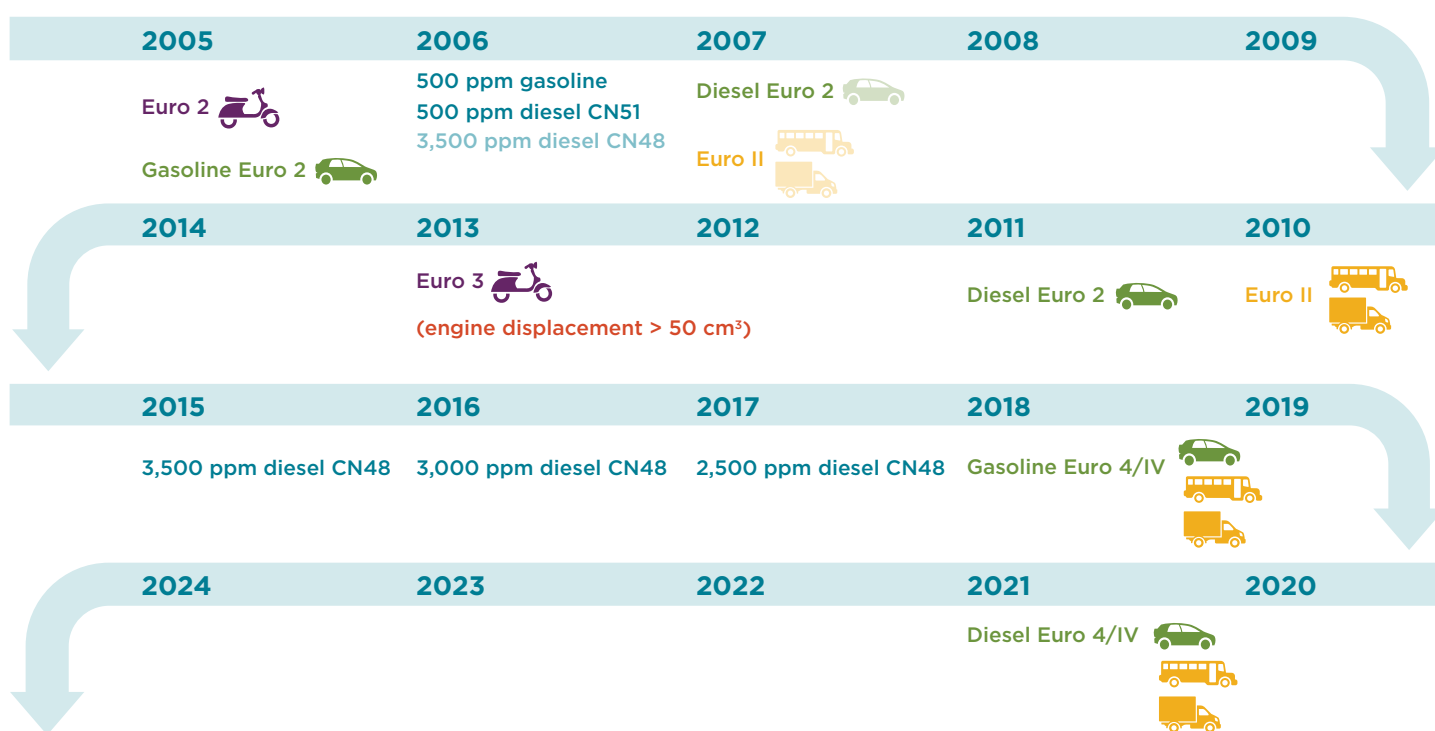 2005 2006 2007 2008 2009
Euro 2
Gasoline Euro 2
500 ppm gasoline
500 ppm diesel CN51
3,500 ppm diesel CN48
Diesel Euro 2
Euro II
2014 2013 2012 2011 2010
Euro 3
(engine displacement > 50 cm³)
Diesel Euro 2
Euro II
2015 2016 2017 2018 2019
3,500 ppm diesel CN48
3,000 ppm diesel CN48
2,500 ppm diesel CN48
Gasoline Euro 4/IV
2024 2023 2022 2021 2020
Diesel Euro 4/IV